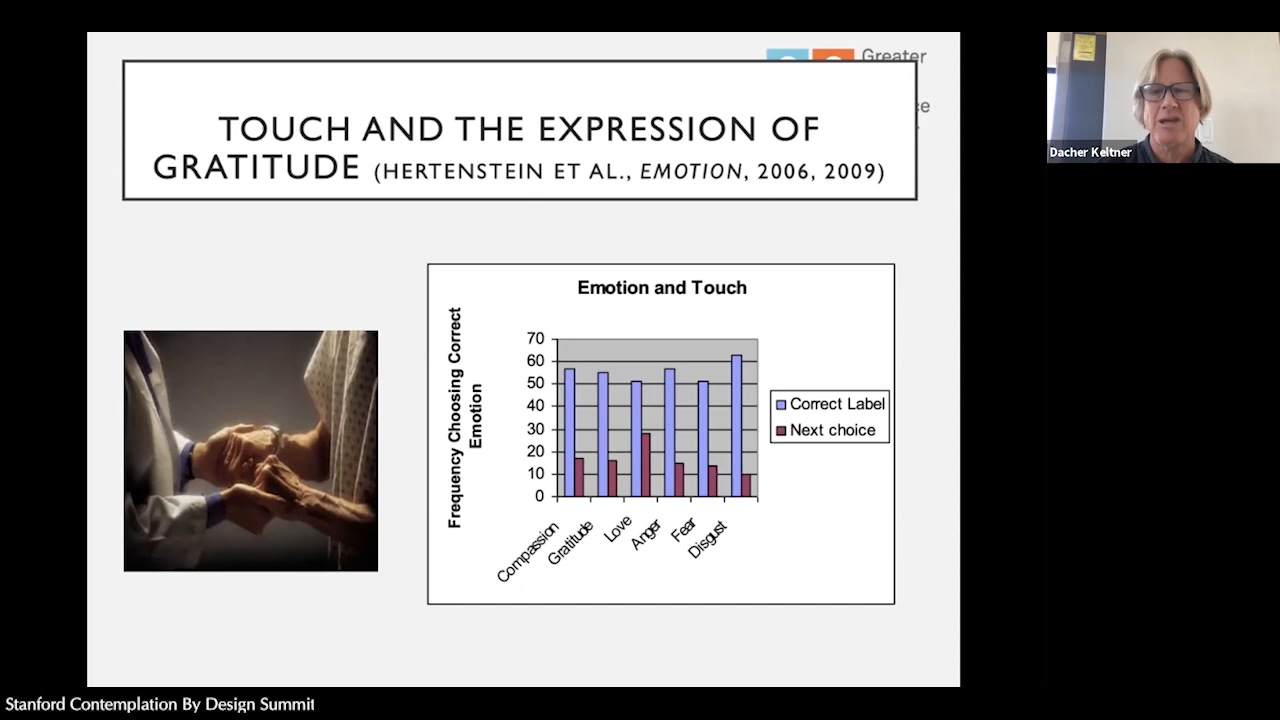 Greater
TOUCH AND THE EXPRESSION OF
GRATITUDE (HERTENSTEIN ET AL., EMOTION, 2006, 2009)
Dacher Keltner
Emotion and Touch
Frequency Choosing Correct
Emotion
70
60
50
40
30
20
10
0
Compassion
Gratitude
Love
Anger
Fear
Disgust
Correct Label
Next choice
Stanford Contemplation By Design Summit